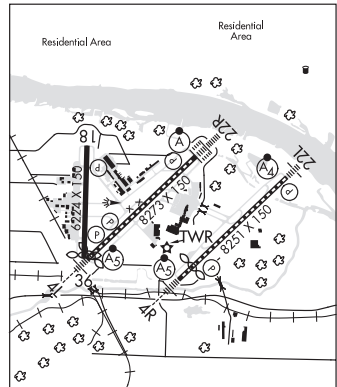 Residential
Area
Residential Area
22R
A
18
22L
A4
P
P
P
P
6224 X 150
8273 X 150
8251 X 150
P
TWR
A5
A5
P
4L
36
4R